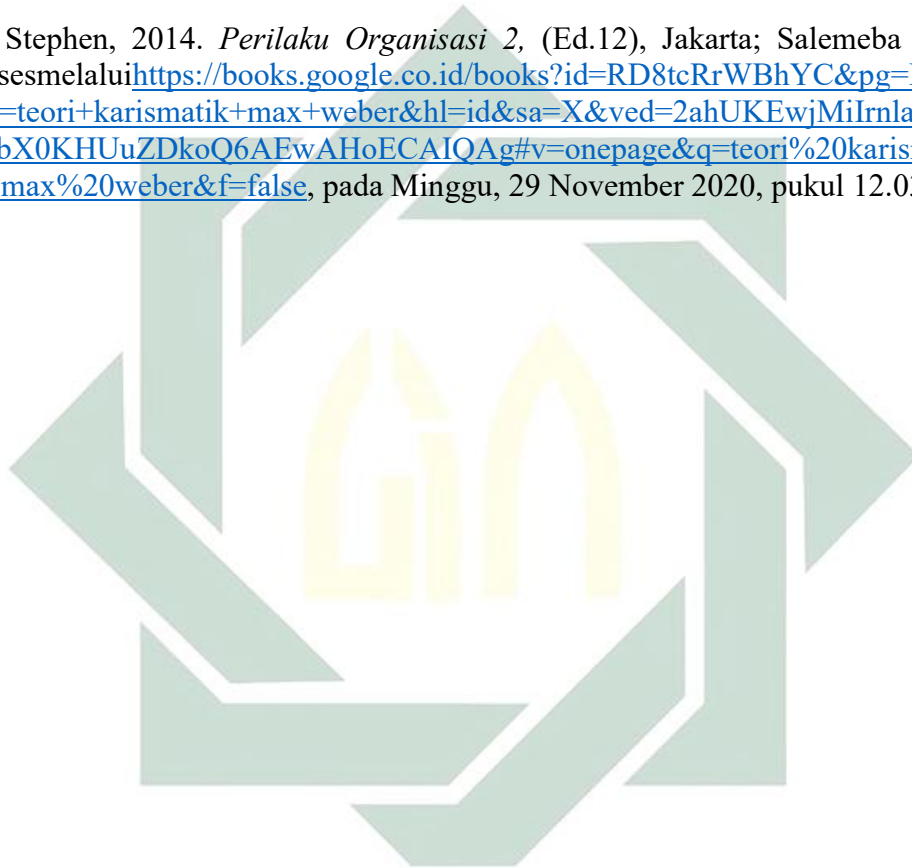 Stephen, 2014. Perilaku Organisasi 2, (Ed.12), Jakarta; Salemeba
sesmelaluihttps://books.google.co.id/books?id=RD8tcRrWBhYC&pg=
=teori+karismatik+max+weber&hl=id&sa=X&ved=2ahUKEwjMiIrnla
bX0KHUuZDkoQ6AEwAHoECAIQAg#v=onepage&q=teori%20karis
max%20weber&f=false, pada Minggu, 29 November 2020, pukul 12.0